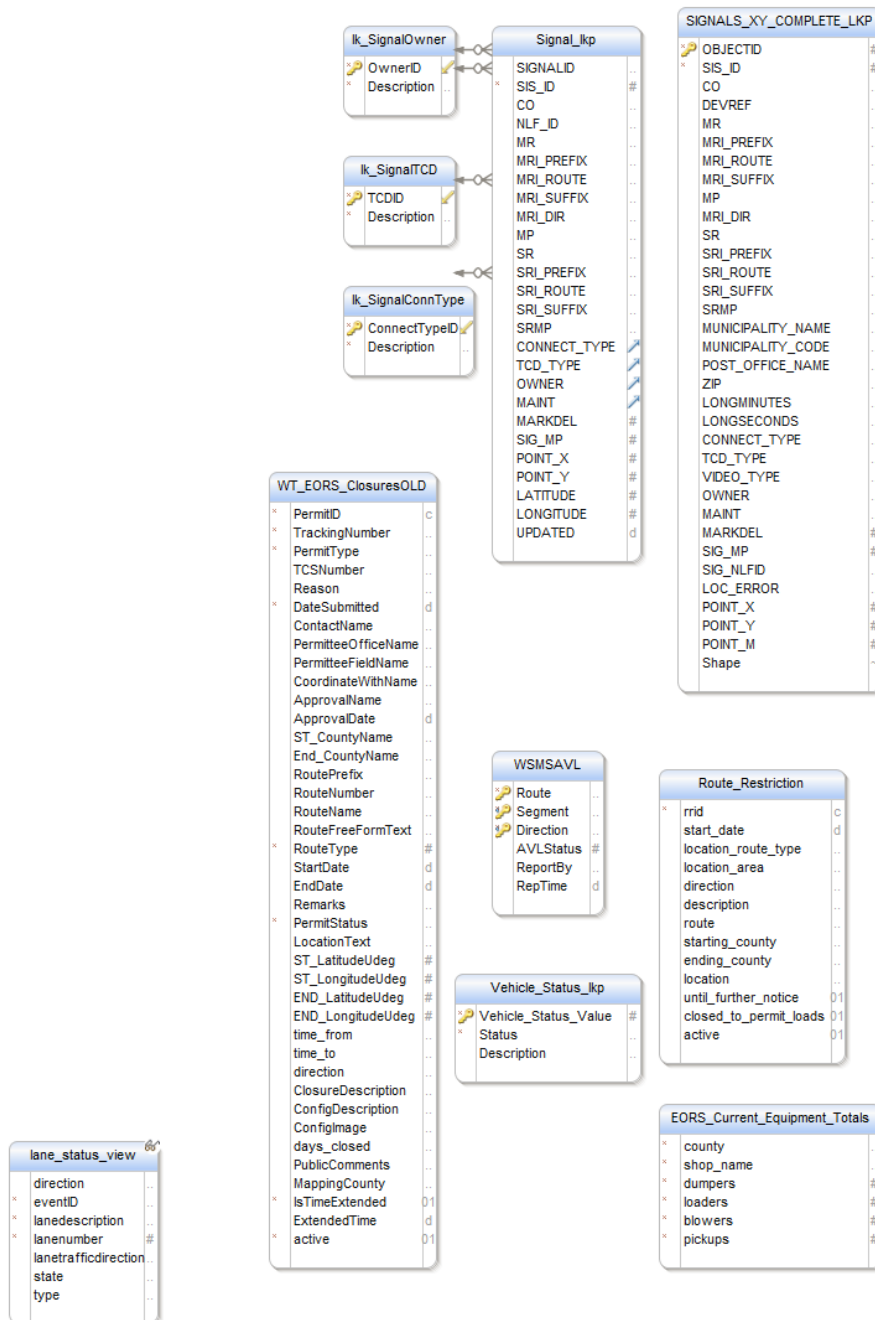 lk_SignalOwner
OwnerID
Description
lk_SignalTCD
TCDID
Description
lk_SignalConnType
ConnectTypeID
Description
Signal_lkp
SIGNALID
SIS_ID #
CO
NLF_ID
MR
MRI_PREFIX
MRI_ROUTE
MRI_SUFFIX
MRI_DIR
MP
SR
SRI_PREFIX
SRI_ROUTE
SRI_SUFFIX
SRMP
CONNECT_TYPE
TCD_TYPE
OWNER
MAINT
MARKDEL #
SIG_MP #
POINT_X #
POINT_Y #
LATITUDE #
LONGITUDE #
UPDATED d
SIGNALS_XY_COMPLETE_LKP
OBJECTID #
SIS_ID #
CO
DEVREF
MR
MRI_PREFIX
MRI_ROUTE
MRI_SUFFIX
MP
MRI_DIR
SR
SRI_PREFIX
SRI_ROUTE
SRI_SUFFIX
SRMP
MUNICIPALITY_NAME
MUNICIPALITY_CODE
POST_OFFICE_NAME
ZIP
LONGMINUTES
LONGSECONDS
CONNECT_TYPE
TCD_TYPE
VIDEO_TYPE
OWNER
MAINT
MARKDEL #
SIG_MP #
SIG_NLFID
LOC_ERROR
POINT_X #
POINT_Y #
POINT_M #
Shape ~
WT_EORS_ClosuresOLD
PermitID c
TrackingNumber
PermitType
TCSNumber
Reason
DateSubmitted d
ContactName
PermitteeOfficeName
PermitteeFieldName
CoordinateWithName
ApprovalName
ApprovalDate d
ST_CountyName
End_CountyName
RoutePrefix
RouteNumber
RouteName
RouteFreeFormText
RouteType #
StartDate d
EndDate d
Remarks
PermitStatus
LocationText
ST_LatitudeUdeg #
ST_LongitudeUdeg #
END_LatitudeUdeg #
END_LongitudeUdeg #
time_from
time_to
direction
ClosureDescription
ConfigDescription
ConfigImage
days_closed
PublicComments
MappingCounty
IsTimeExtended 01
ExtendedTime d
active 01
WSMSAVL
Route
Segment
Direction
AVLStatus #
ReportBy
RepTime d
Route_Restriction
rrid c
start_date d
location_route_type
location_area
direction
description
route
starting_county
ending_county
location
until_further_notice 01
closed_to_permit_loads 01
active 01
Vehicle_Status_lkp
Vehicle_Status_Value #
Status
Description
EORS_Current_Equipment_Totals
county
shop_name
dumpers #
loaders #
blowers #
pickups #
lane_status_view
direction
eventID
lanedescription
lanenumber #
lanetrafficdirection
state
type